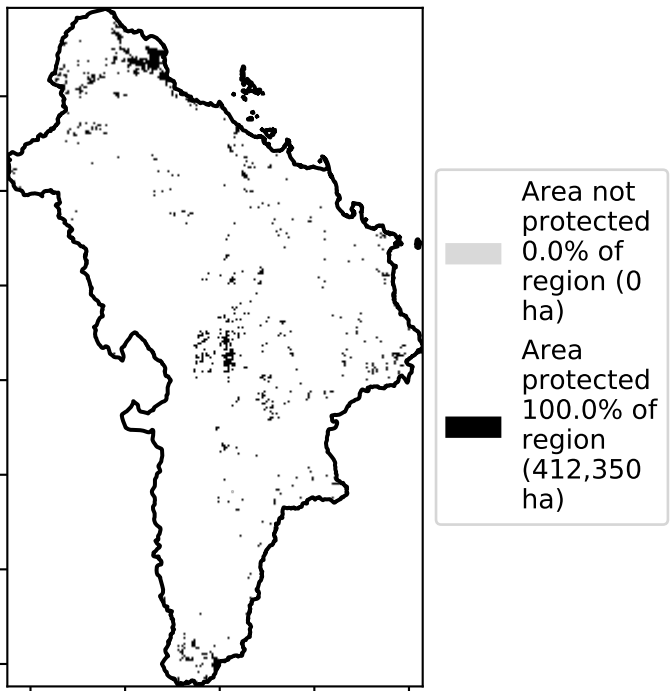 Area not
protected
0.0% of
region (0
ha)
Area
protected
100.0% of
region
(412,350
ha)